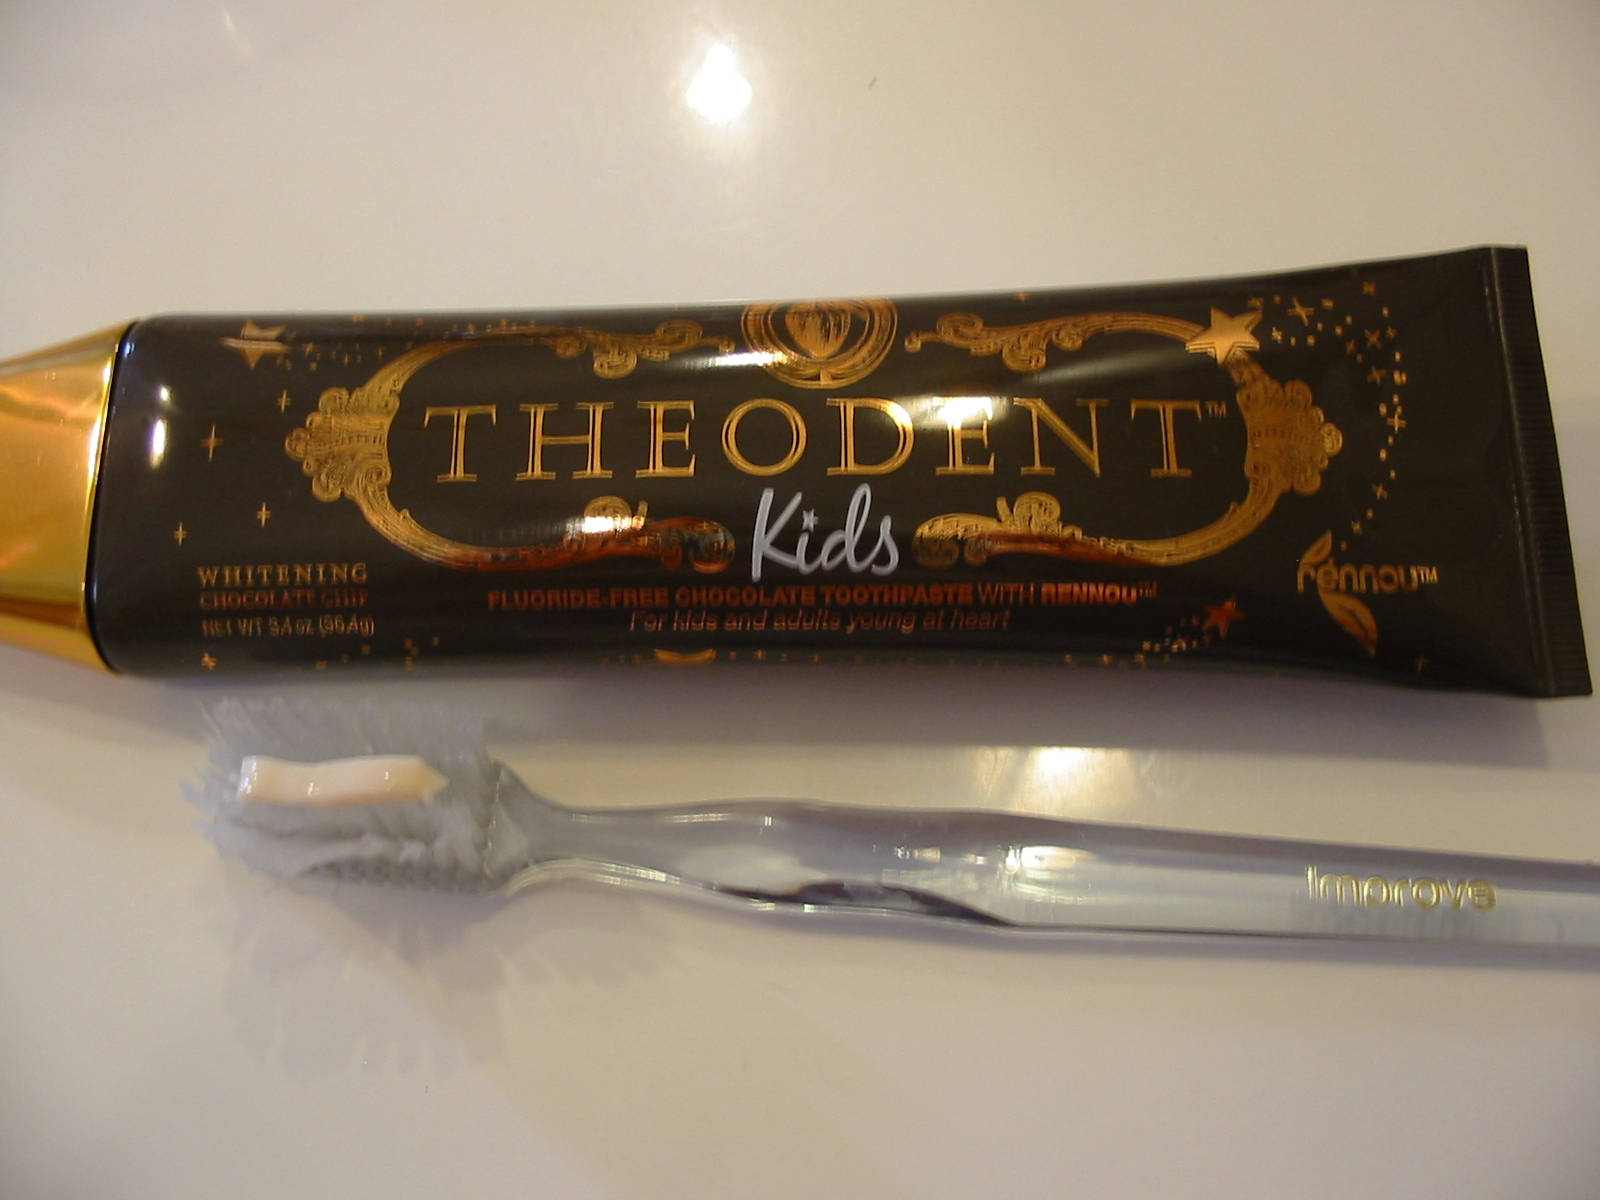 THEODENT™
Kids
WHITENING
CHOCOLATE CHIP
NET WT 3.4 oz (96.4g)
FLUORIDE-FREE CHOCOLATE TOOTHPASTE WITH RENNOU™
For kids and adults young at heart
rénnou™
Improve